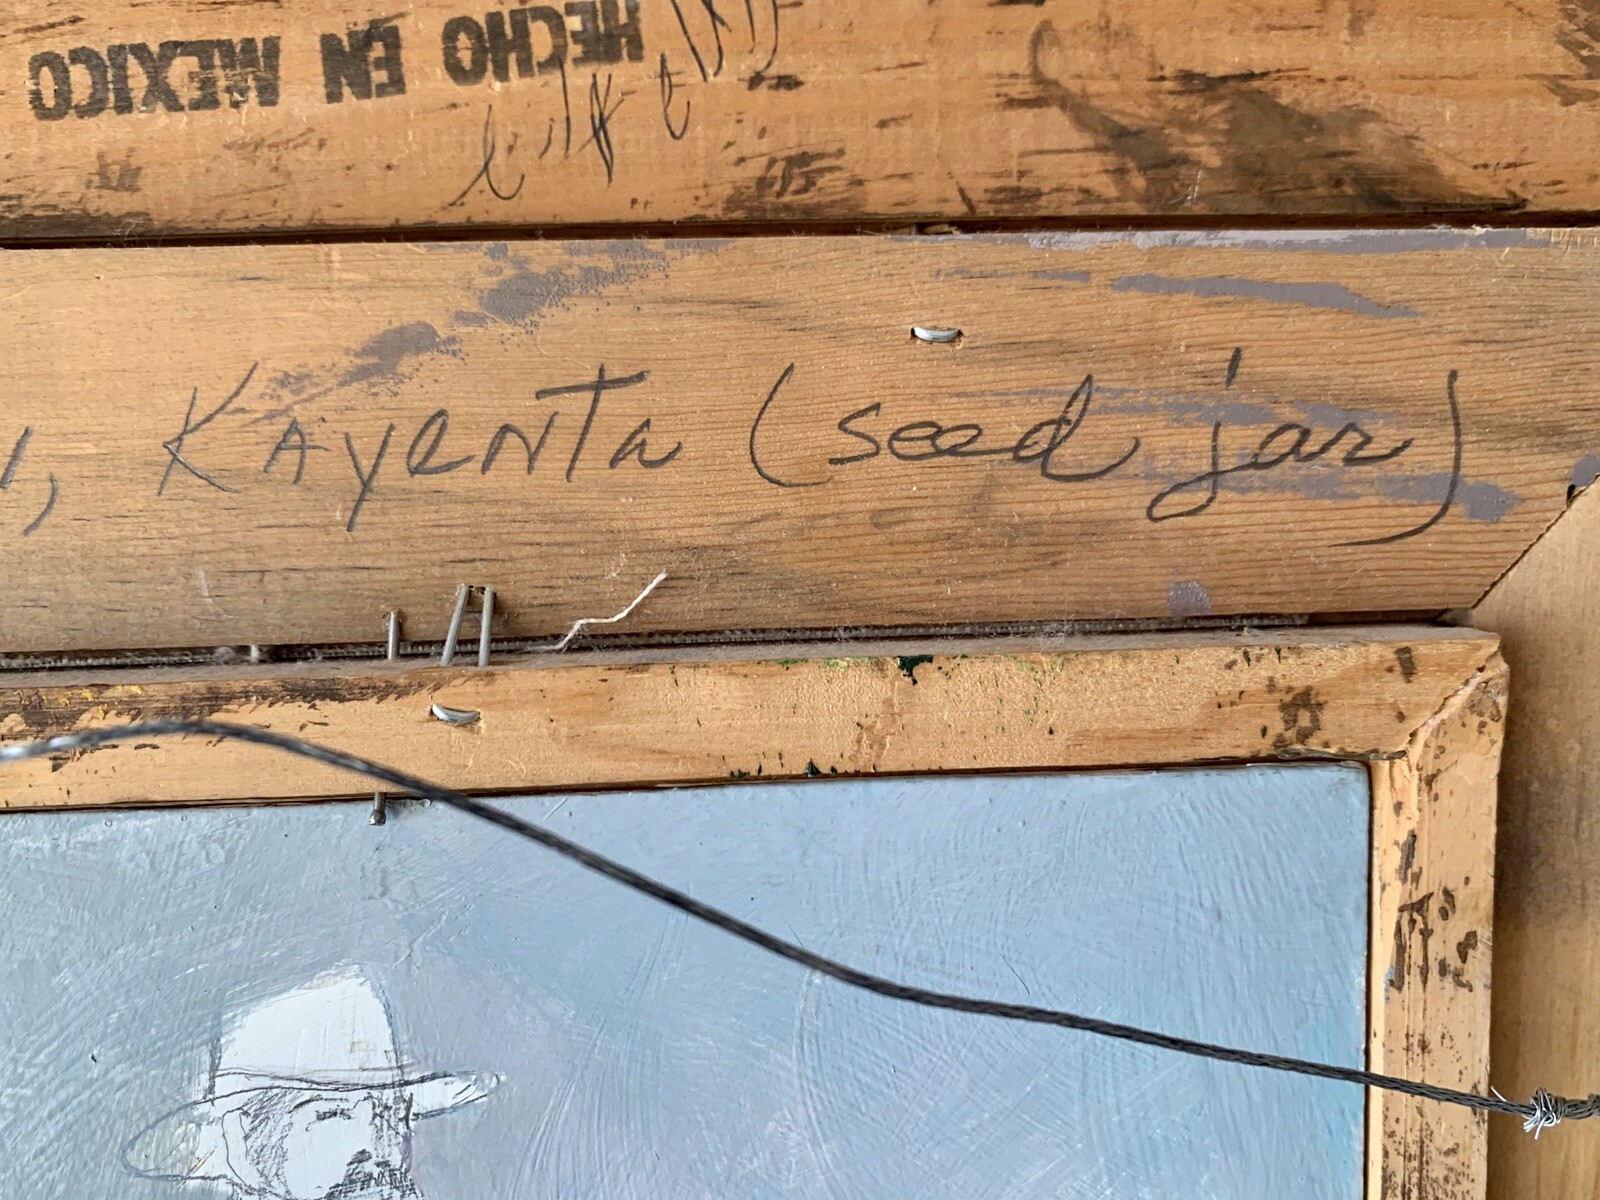 HECHO EN MEXICO
, Kayenta (seed jar)